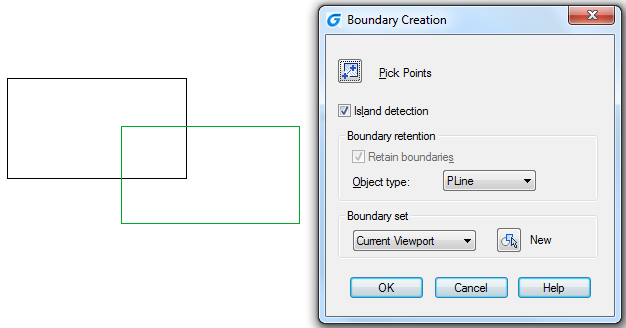 Boundary Creation
Pick Points
Island detection
Boundary retention
Retain boundaries
Object type: PLine
Boundary set
Current Viewport New
OK Cancel Help